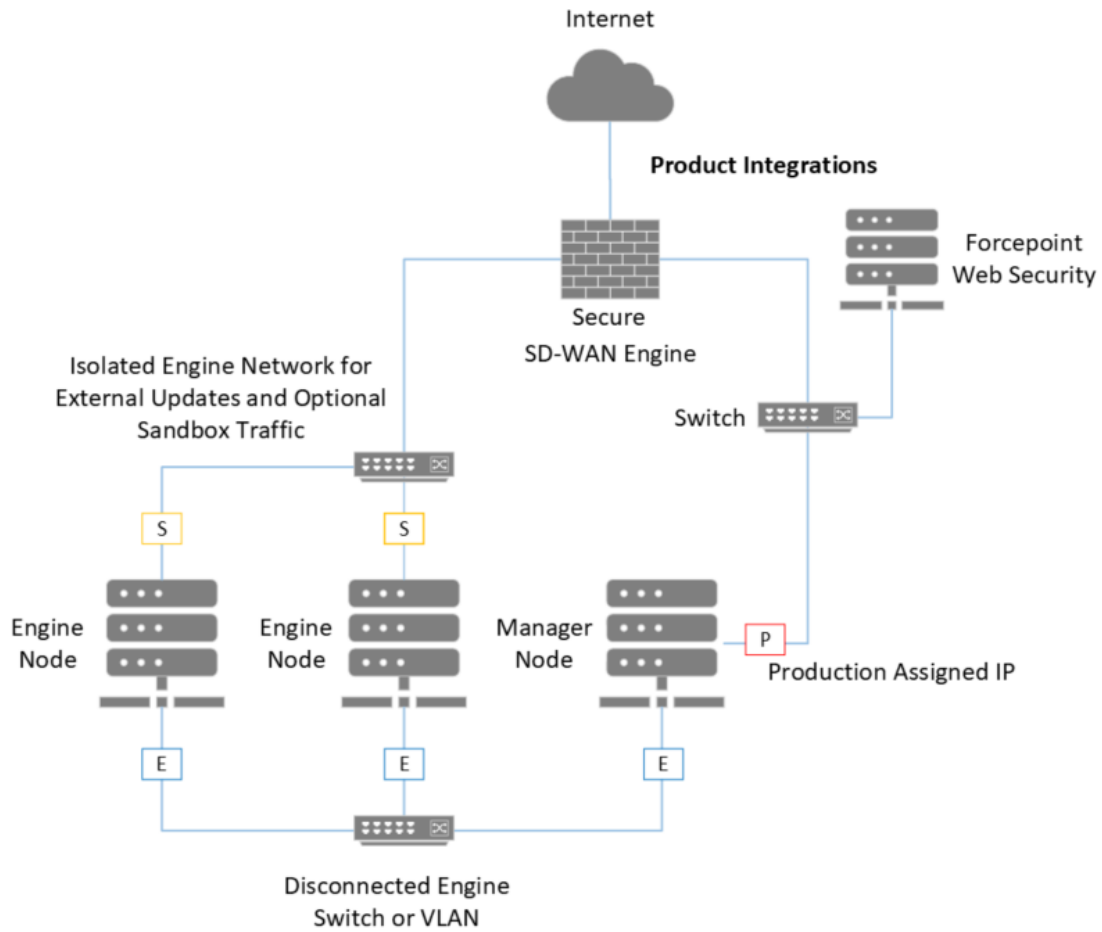 Internet
Product Integrations
Forcepoint
Web Security
Secure
SD-WAN Engine
Isolated Engine Network for
External Updates and Optional
Sandbox Traffic
Switch
S
S
Engine
Node
Engine
Node
Manager
Node
P
Production Assigned IP
E
E
E
Disconnected Engine
Switch or VLAN